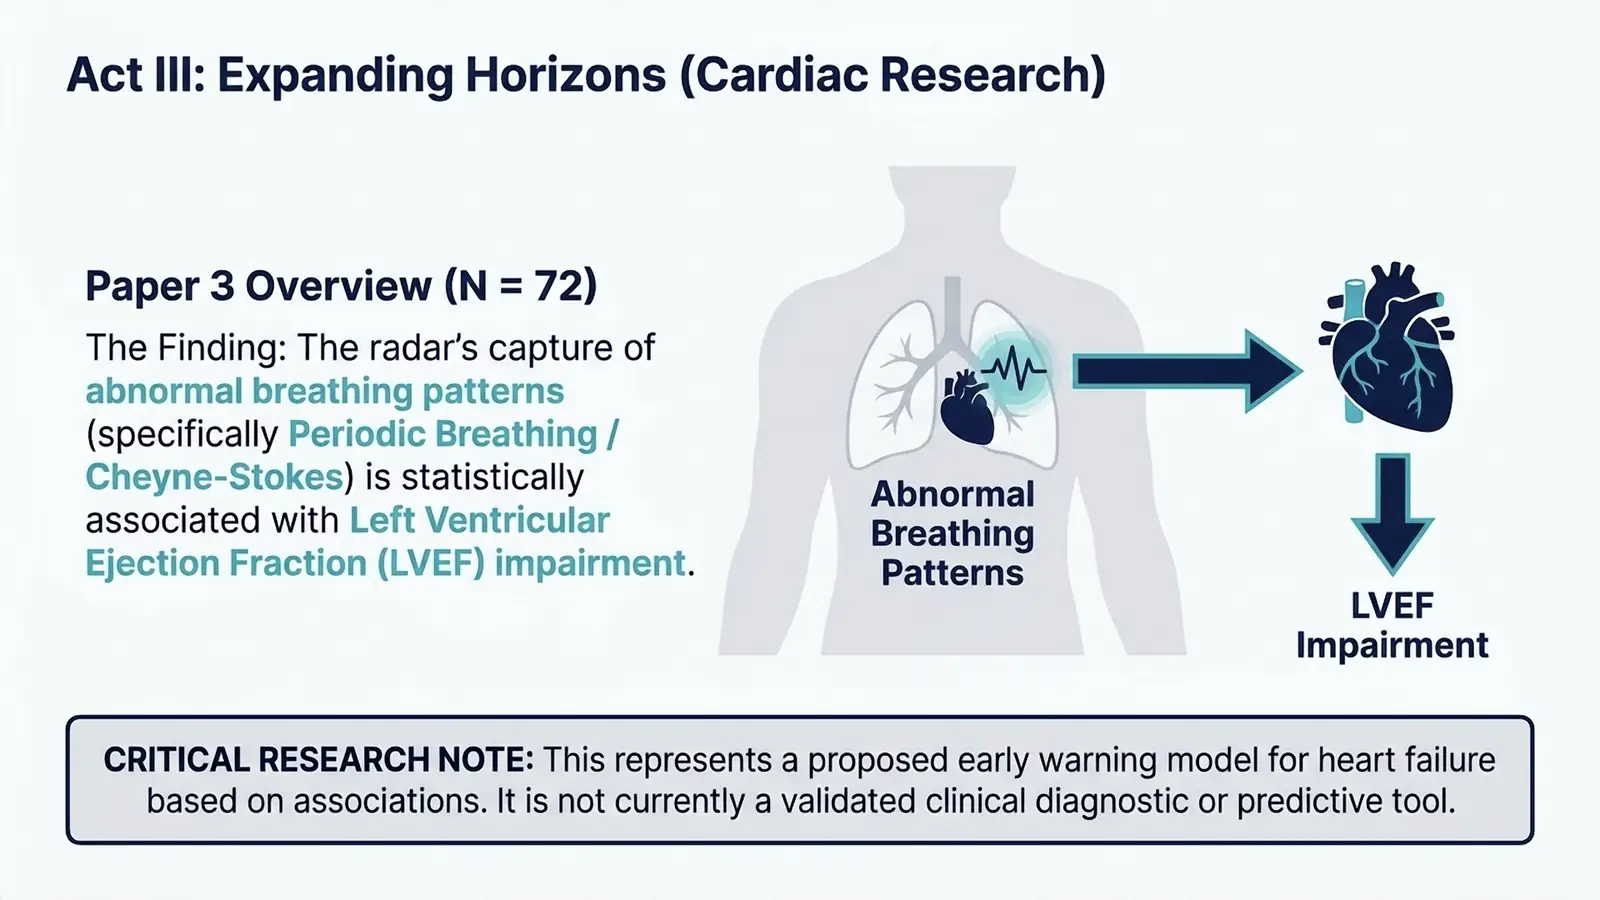 Act III: Expanding Horizons (Cardiac Research)
Paper 3 Overview (N = 72)
The Finding: The radar's capture of
abnormal breathing patterns
(specifically Periodic Breathing /
Cheyne-Stokes) is statistically
associated with Left Ventricular
Ejection Fraction (LVEF) impairment.
Abnormal
Breathing
Patterns
LVEF
Impairment
CRITICAL RESEARCH NOTE: This represents a proposed early warning model for heart failure
based on associations. It is not currently a validated clinical diagnostic or predictive tool.